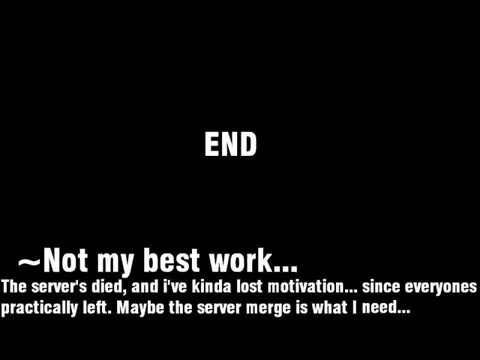 END
~Not my best work...
The server's died, and i've kinda lost motivation... since everyones
practically left. Maybe the server merge is what I need...